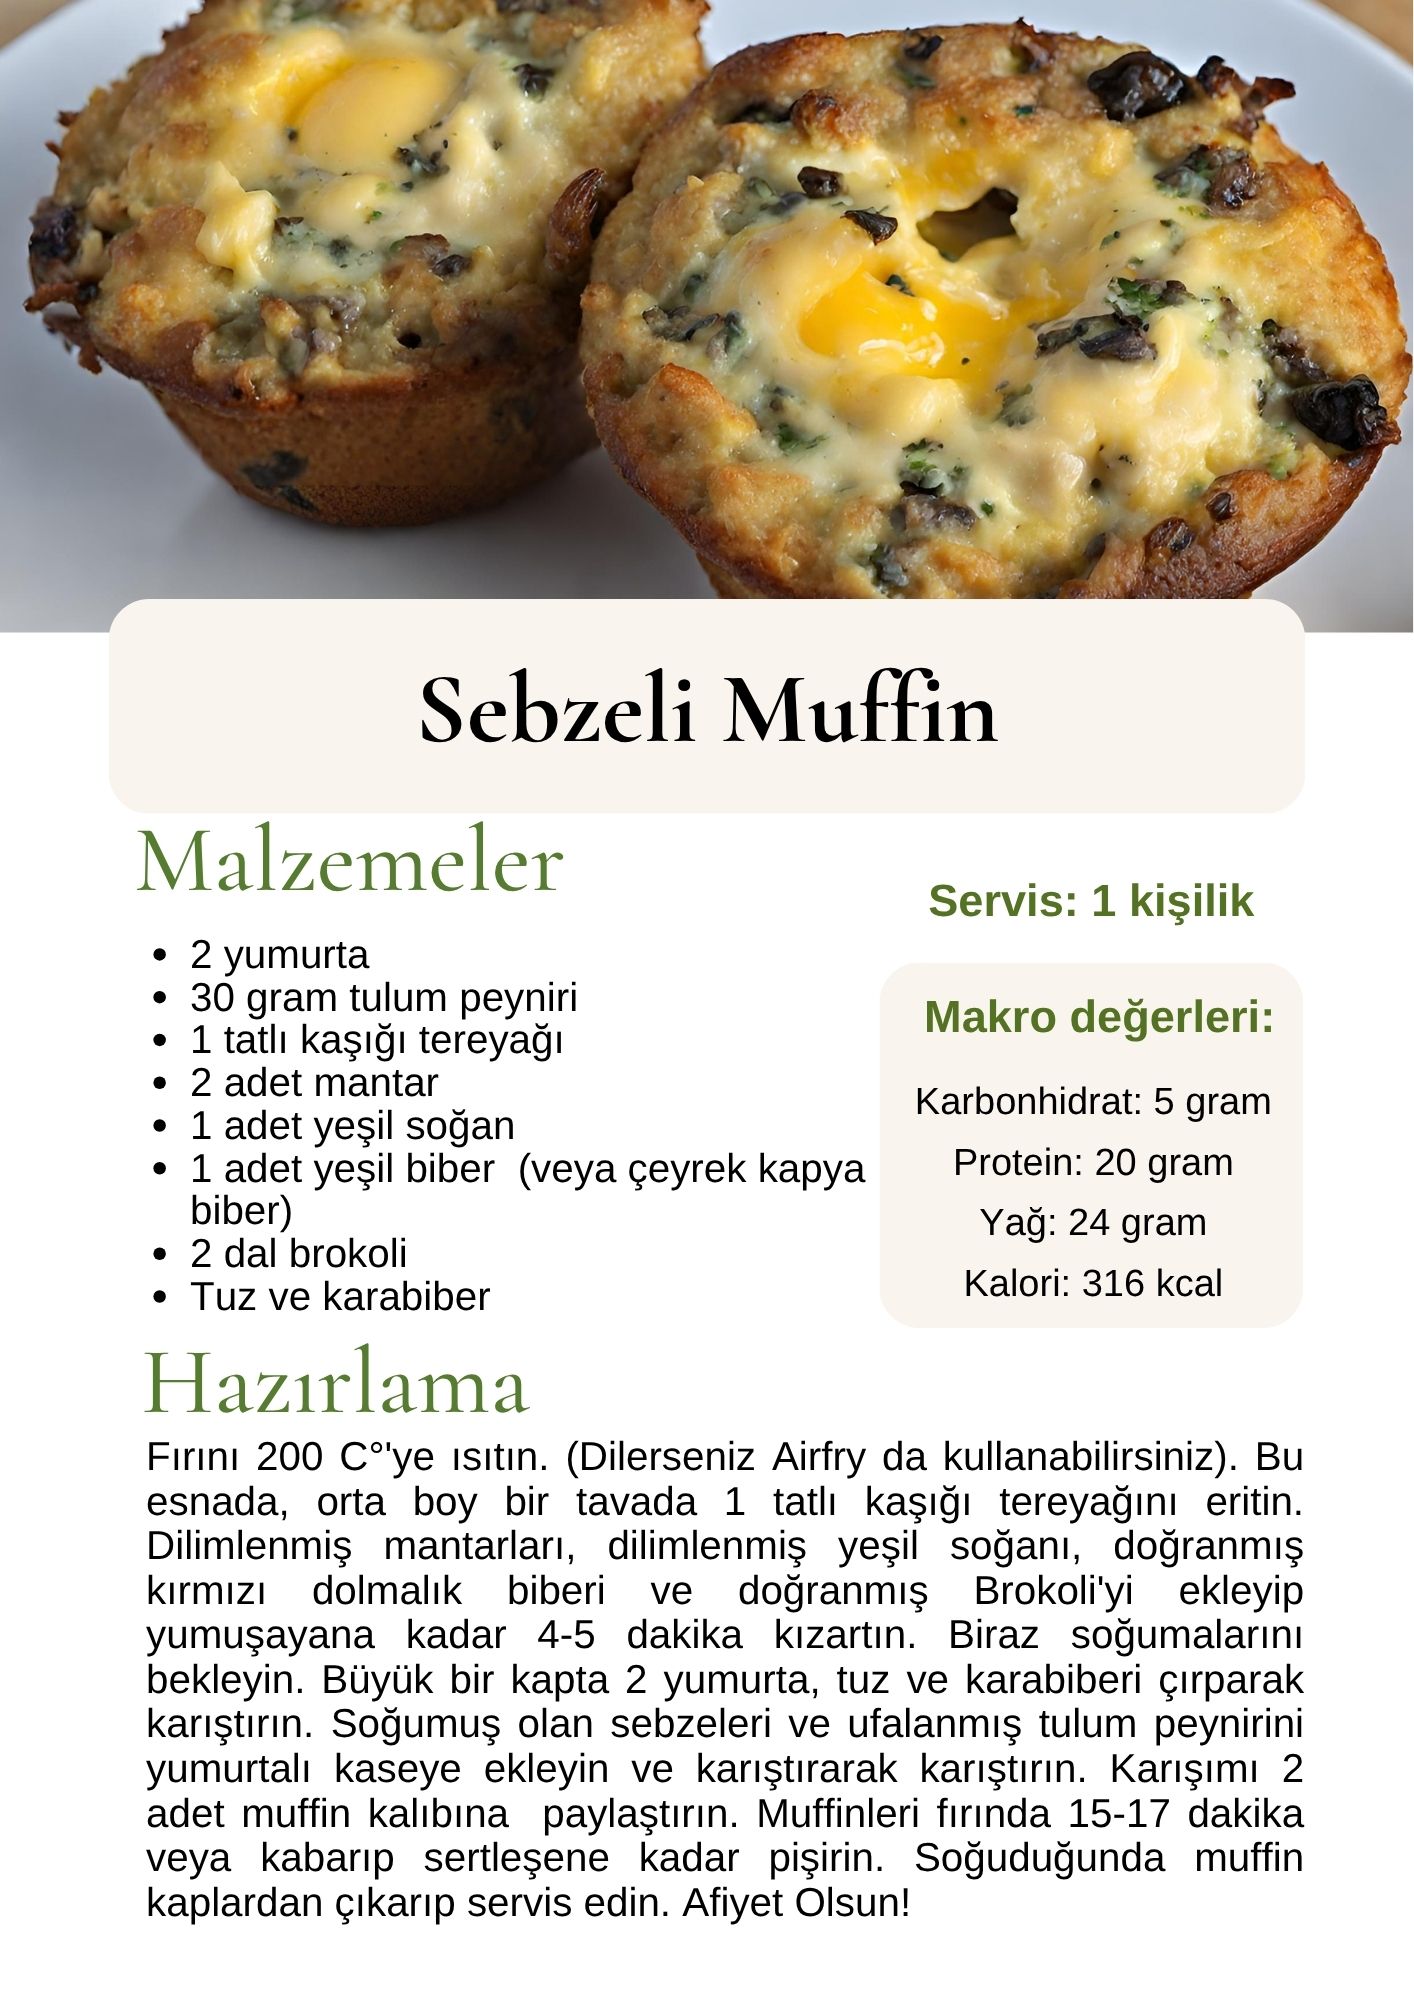 Sebzeli Muffin
Malzemeler
• 2 yumurta
• 30 gram tulum peyniri
• 1 tatlı kaşığı tereyağı
• 2 adet mantar
• 1 adet yeşil soğan
• 1 adet yeşil biber  (veya çeyrek kapya
biber)
• 2 dal brokoli
• Tuz ve karabiber
Servis: 1 kişilik
Makro değerleri:
Karbonhidrat: 5 gram
Protein: 20 gram
Yağ: 24 gram
Kalori: 316 kcal
Hazırlama
Fırını 200 C°'ye ısıtın. (Dilerseniz Airfry da kullanabilirsiniz). Bu
esnada, orta boy bir tavada 1 tatlı kaşığı tereyağını eritin.
Dilimlenmiş mantarları, dilimlenmiş yeşil soğanı, doğranmış
kırmızı dolmalık biberi ve doğranmış Brokoli'yi ekleyip
yumuşayana kadar 4-5 dakika kızartın. Biraz soğumalarını
bekleyin. Büyük bir kapta 2 yumurta, tuz ve karabiberi çırparak
karıştırın. Soğumuş olan sebzeleri ve ufalanmış tulum peynirini
yumurtalı kaseye ekleyin ve karıştırarak karıştırın. Karışımı 2
adet muffin kalıbına  paylaştırın. Muffinleri fırında 15-17 dakika
veya kabarıp sertleşene kadar pişirin. Soğuduğunda muffin
kaplardan çıkarıp servis edin. Afiyet Olsun!